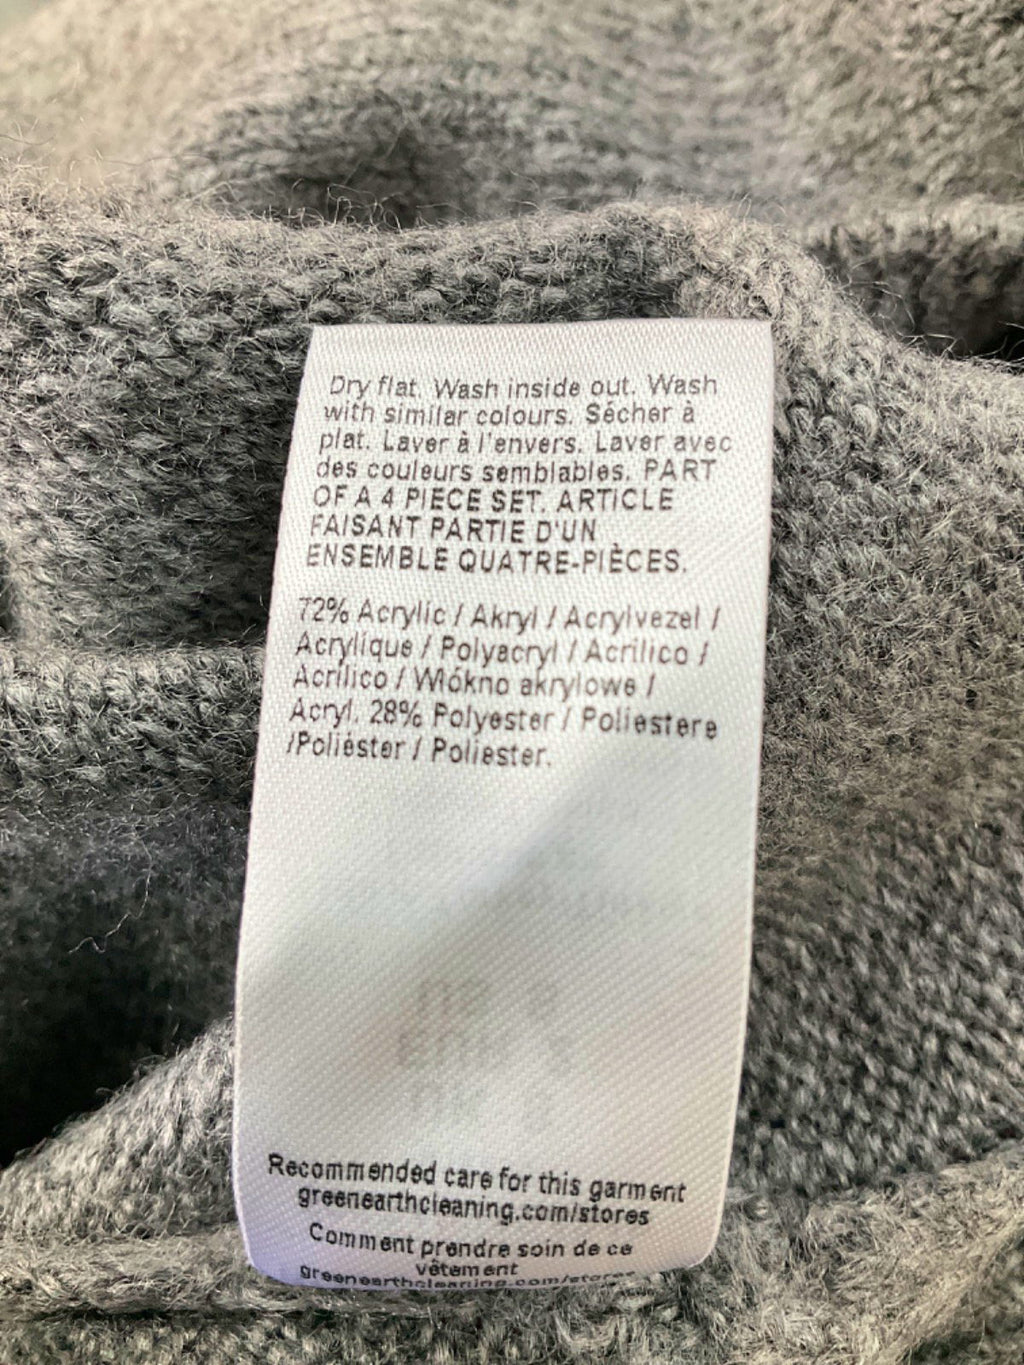 Dry flat. Wash inside out. Wash
with similar colours. Sécher à
plat. Laver à l'envers. Laver avec
des couleurs semblables. PART
OF A 4 PIECE SET. ARTICLE
FAISANT PARTIE D'UN
ENSEMBLE QUATRE-PIÈCES.
72% Acrylic / Akryl / Acrylvezel /
Acrylique / Polyacryl / Acrilico /
Acrílico / Włókno akrylowe /
Acryl. 28% Polyester / Poliestere
/Poliéster / Poliester.
Recommended care for this garment
greenearthcleaning.com/stores
Comment prendre soin de ce
vêtement
greenearthcleaning.com/stores